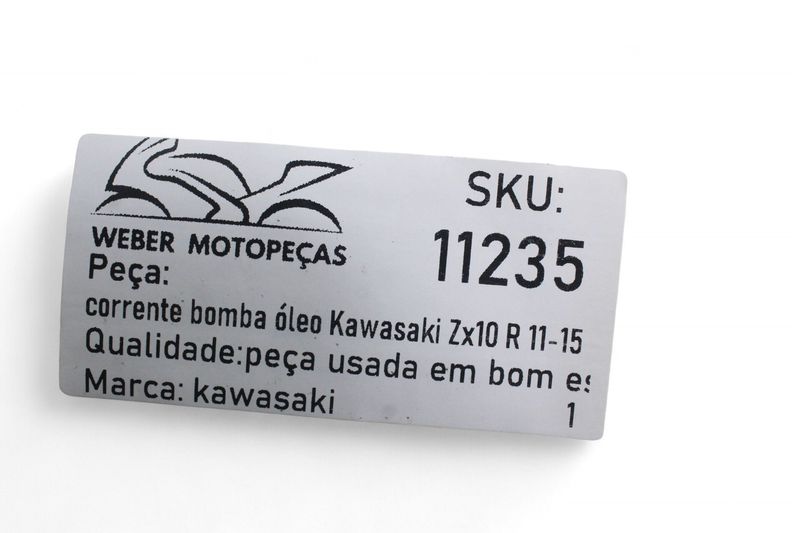 WEBER MOTOPEÇAS
SKU:
11235
Peça:
corrente bomba óleo Kawasaki Zx10 R 11-15
Qualidade:peça usada em bom
Marca: kawasaki
1